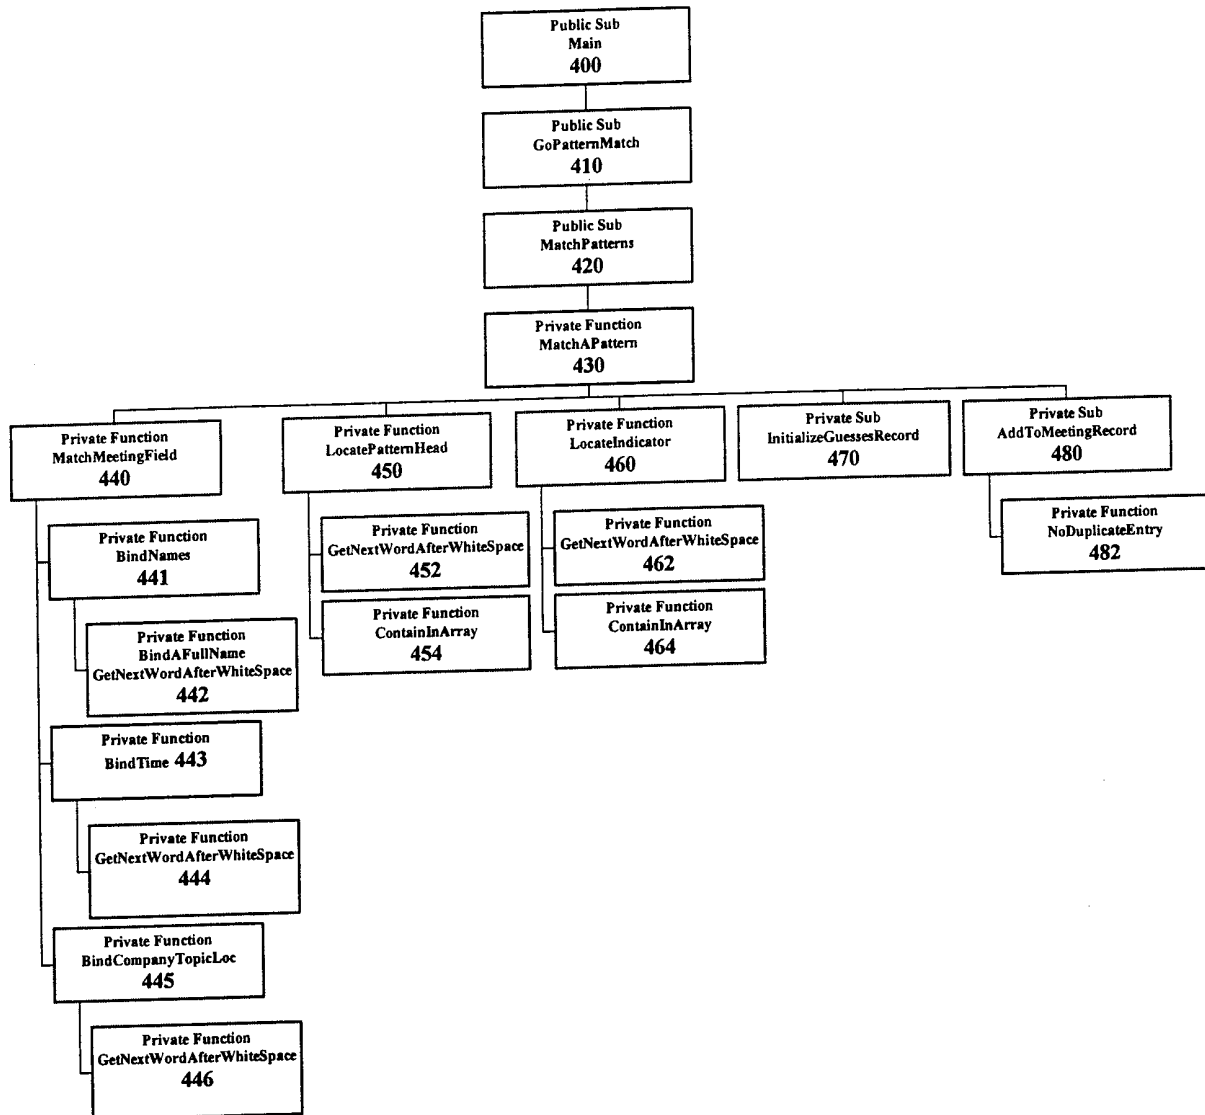 Public Sub
Main
400
Public Sub
GoPatternMatch
410
Public Sub
MatchPatterns
420
Private Function
MatchAPattern
430
Private Function
MatchMeetingField
440
Private Function
LocatePatternHead
450
Private Function
LocateIndicator
460
Private Sub
InitializeGuessesRecord
470
Private Sub
AddToMeetingRecord
480
Private Function
BindNames
441
Private Function
GetNextWordAfterWhiteSpace
452
Private Function
GetNextWordAfterWhiteSpace
462
Private Function
NoDuplicateEntry
482
Private Function
BindAFullName
GetNextWordAfterWhiteSpace
442
Private Function
ContainInArray
454
Private Function
ContainInArray
464
Private Function
BindTime 443
Private Function
GetNextWordAfterWhiteSpace
444
Private Function
BindCompanyTopicLoc
445
Private Function
GetNextWordAfterWhiteSpace
446